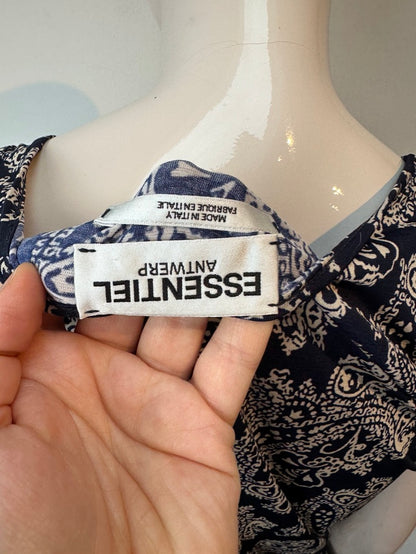 ESSENTIEL
ANTWERP
MADE IN ITALY
FABRIQUE EN ITALIE